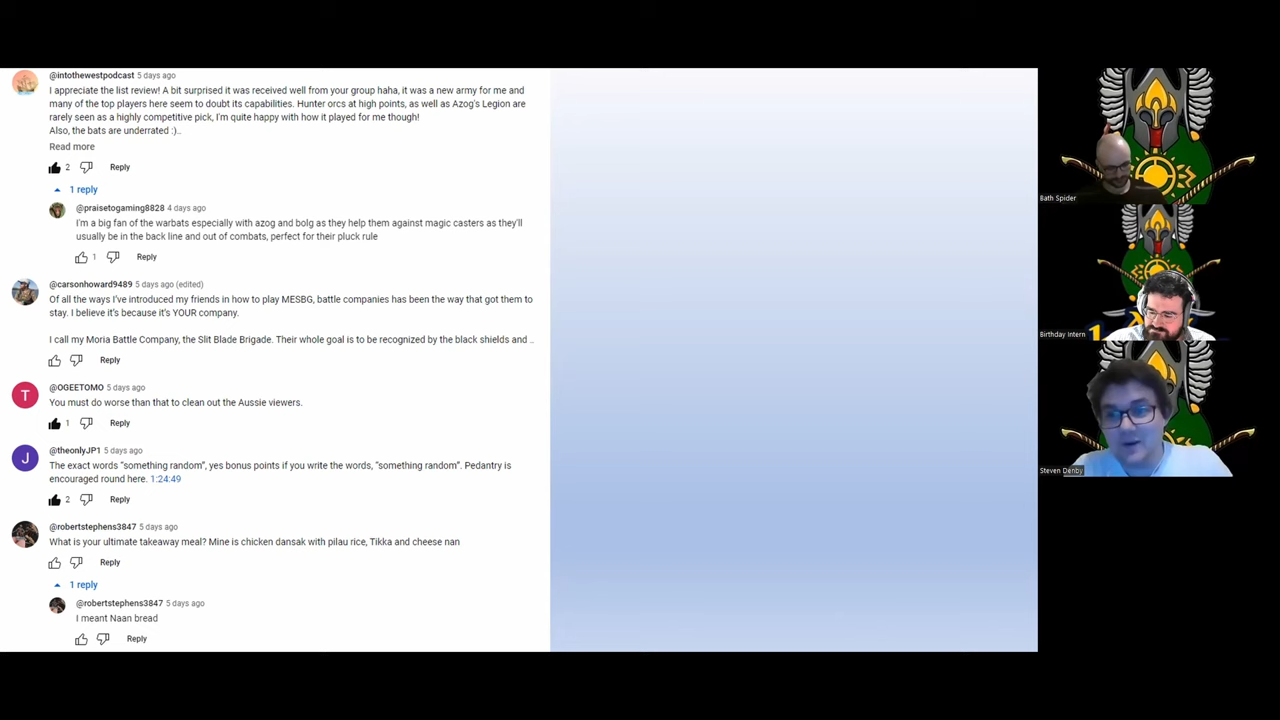 @intothewestpodcast 5 days ago
I appreciate the list review! A bit surprised it was received well from your group haha, it was a new army for me and
many of the top players here seem to doubt its capabilities. Hunter orcs at high points, as well as Azog's Legion are
rarely seen as a highly competitive pick, I'm quite happy with how it played for me though!
Also, the bats are underrated :)..
Read more
2 Reply
1 reply
@praisetogaming8828 4 days ago
I'm a big fan of the warbats especially with azog and bolg as they help them against magic casters as they'll
usually be in the back line and out of combats, perfect for their pluck rule
1 Reply
@carsonhoward9489 5 days ago (edited)
Of all the ways I've introduced my friends in how to play MESBG, battle companies has been the way that got them to
stay. I believe it's because it's YOUR company.
I call my Moria Battle Company, the Slit Blade Brigade. Their whole goal is to be recognized by the black shields and ..
Reply
T
@OGEETOMO 5 days ago
You must do worse than that to clean out the Aussie viewers.
1 Reply
J
@theonlyJP1 5 days ago
The exact words “something random”, yes bonus points if you write the words, “something random”. Pedantry is
encouraged round here. 1:24:49
2 Reply
@robertstephens3847 5 days ago
What is your ultimate takeaway meal? Mine is chicken dansak with pilau rice, Tikka and cheese nan
Reply
1 reply
@robertstephens3847 5 days ago
I meant Naan bread
Reply
Bath Spider
Birthday Intern
1
Steven Denby